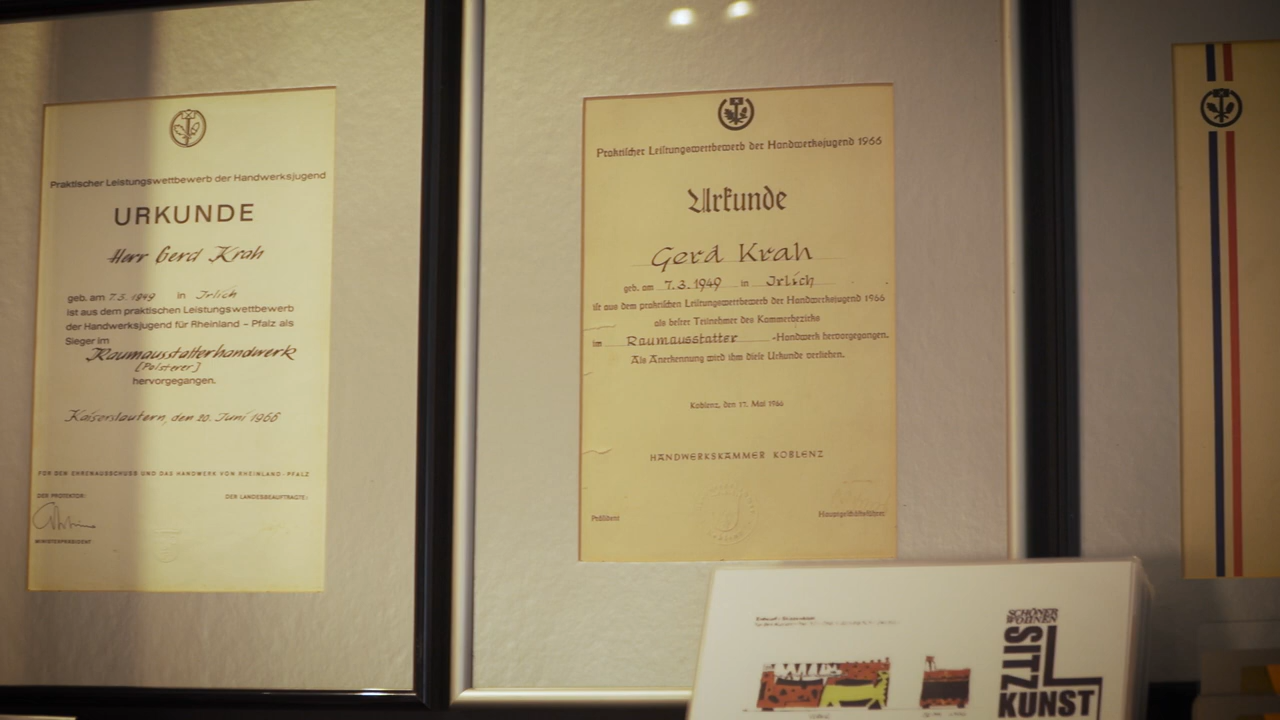 Praktischer Leistungswettbewerb der Handwerksjugend
URKUNDE
Herr Gerd Krah
geb. am 7.3.1949 in Irlich
ist aus dem praktischen Leistungswettbewerb
der Handwerksjugend für Rheinland – Pfalz als
Sieger im
Raumausstatterhandwerk
[Polsterer]
hervorgegangen.
Kaiserslautern, den 20. Juni 1966
FÜR DEN EHRENAUSSCHUSS UND DAS HANDWERK VON RHEINLAND-PFALZ
DER PROTEKTOR:
DER LANDESBEAUFTRAGTE:
MINISTERPRÄSIDENT
Praktischer Leistungswettbewerb der Handwerksjugend 1966
Urkunde
Gerd Krah
geb. am 7.3.1949 in Irlich
ist aus dem praktischen Leistungswettbewerb der Handwerksjugend 1966
als bester Teilnehmer des Kammerbezirks
im Raumausstatter -Handwerk hervorgegangen.
Als Anerkennung wird ihm diese Urkunde verliehen.
Koblenz, den 17. Mai 1966
HANDWERKSKAMMER KOBLENZ
Präsident
Hauptgeschäftsführer
SCHÖNER
WOHNEN
SITZ
KUNST